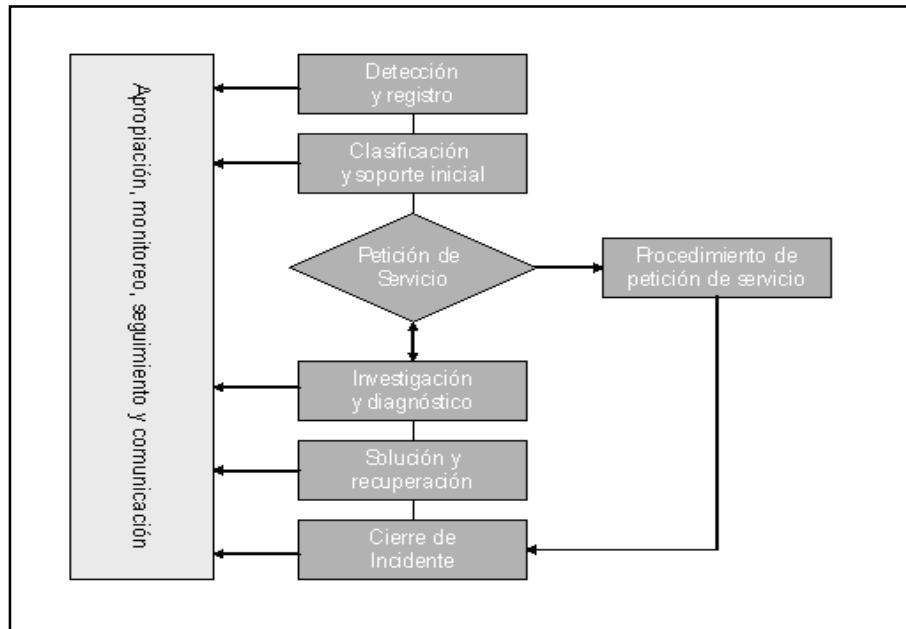 Apropiación, monitoreo, seguimiento y comunicación
Detección
y registro
Clasificación
y soporte inicial
Petición de
Servicio
Procedimiento de
petición de servicio
Investigación
y diagnóstico
Solución y
recuperación
Cierre de
Incidente